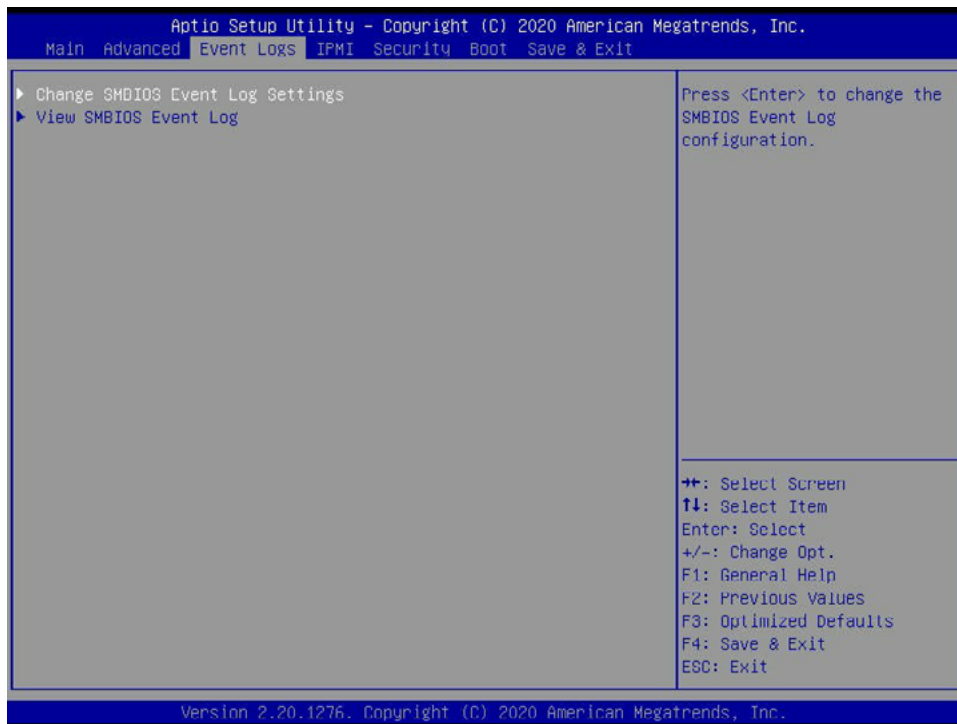 Aptio Setup Utility – Copyright (C) 2020 American Megatrends, Inc.
Main Advanced Event Logs IPMI Security Boot Save & Exit
Change SMBIOS Event Log Settings
View SMBIOS Event Log
Press <Enter> to change the
SMBIOS Event Log
configuration.
→←: Select Screen
↑↓: Select Item
Enter: Select
+/-: Change Opt.
F1: General Help
F2: Previous Values
F3: Optimized Defaults
F4: Save & Exit
ESC: Exit
Version 2.20.1276. Copyright (C) 2020 American Megatrends, Inc.